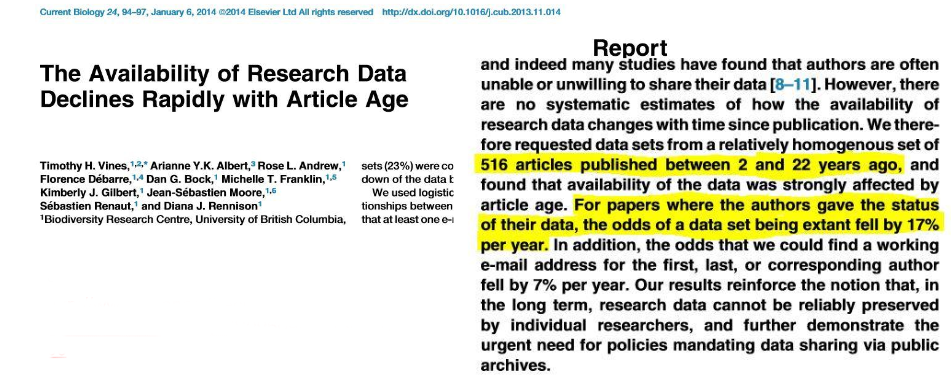 Current Biology 24, 94–97, January 6, 2014 ©2014 Elsevier Ltd All rights reserved http://dx.doi.org/10.1016/j.cub.2013.11.014
Report
The Availability of Research Data
Declines Rapidly with Article Age
Timothy H. Vines,1,2,* Arianne Y.K. Albert,3 Rose L. Andrew,1
Florence Débarre,1,4 Dan G. Bock,1 Michelle T. Franklin,1,5
Kimberly J. Gilbert,1 Jean-Sébastien Moore,1,6
Sébastien Renaut,1 and Diana J. Rennison1
1Biodiversity Research Centre, University of British Columbia,
sets (23%) were co
down of the data b
We used logistic
tionships between
that at least one e-
and indeed many studies have found that authors are often
unable or unwilling to share their data [8–11]. However, there
are no systematic estimates of how the availability of
research data changes with time since publication. We there-
fore requested data sets from a relatively homogenous set of
516 articles published between 2 and 22 years ago, and
found that availability of the data was strongly affected by
article age. For papers where the authors gave the status
of their data, the odds of a data set being extant fell by 17%
per year. In addition, the odds that we could find a working
e-mail address for the first, last, or corresponding author
fell by 7% per year. Our results reinforce the notion that, in
the long term, research data cannot be reliably preserved
by individual researchers, and further demonstrate the
urgent need for policies mandating data sharing via public
archives.